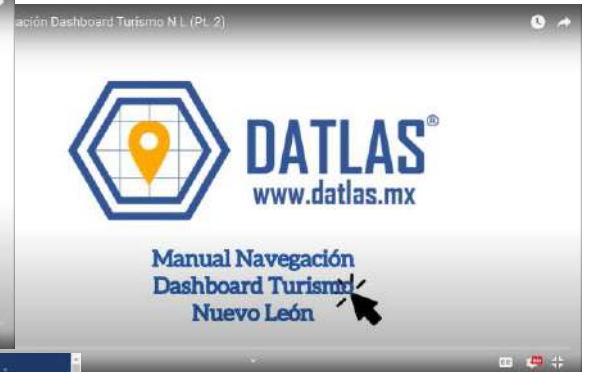 ación Dashboard Turismo N L (Pt. 2)
DATLAS®
www.datlas.mx
Manual Navegación
Dashboard Turismo
Nuevo León